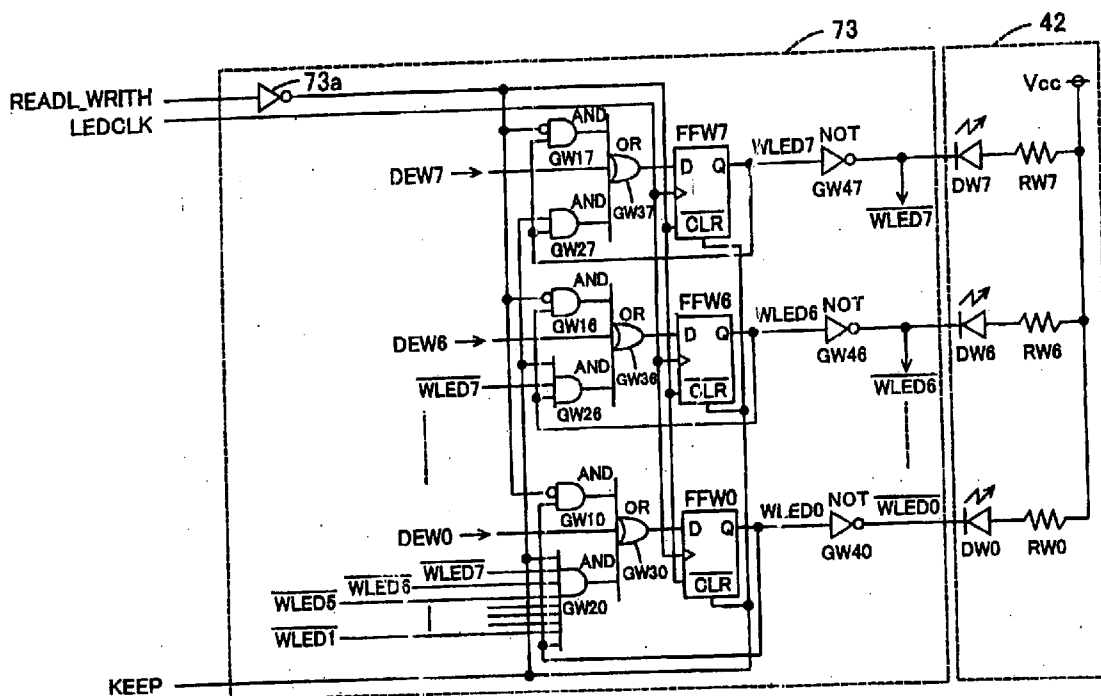 73
42
73a
READL_WRITH
LEDCLK
Vcc
AND
GW17
OR
FFW7
WLED7
NOT
DEW7
GW37
D Q
CLR
GW47
WLED7
DW7
RW7
AND
GW27
AND
GW16
OR
FFW6
WLED6
NOT
DEW6
GW36
D Q
CLR
GW46
WLED6
DW6
RW6
AND
WLED7
GW26
AND
GW10
OR
FFW0
WLED0
NOT
WLED0
DEW0
GW30
D Q
CLR
GW40
DW0
RW0
AND
WLED7
WLED6
WLED5
GW20
WLED1
KEEP